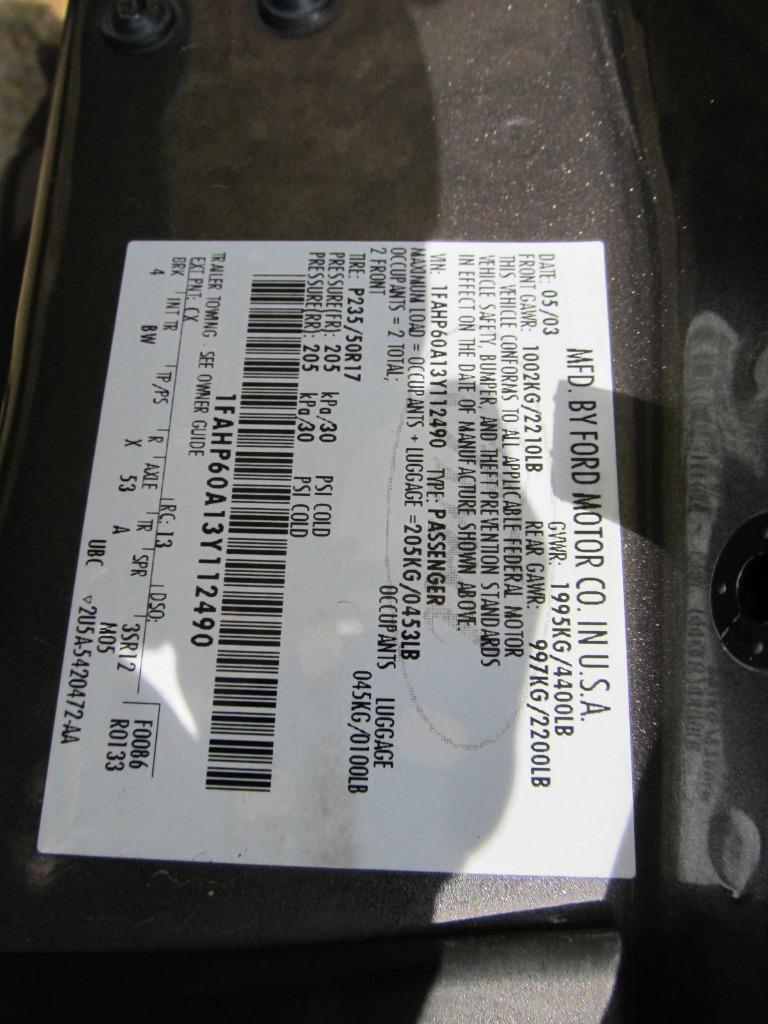 MFD. BY FORD MOTOR CO. IN U.S.A.
DATE: 05/03 GVWR: 1995KG/4400LB
FRONT GAWR: 1002KG/2210LB REAR GAWR: 997KG/2200LB
THIS VEHICLE CONFORMS TO ALL APPLICABLE FEDERAL MOTOR
VEHICLE SAFETY, BUMPER, AND THEFT PREVENTION STANDARDS
IN EFFECT ON THE DATE OF MANUFACTURE SHOWN ABOVE.
VIN: 1FAHP60A13Y112490 TYPE: PASSENGER
MAXIMUM LOAD = OCCUPANTS + LUGGAGE = 205KG/0453LB
OCCUPANTS = 2 TOTAL; OCCUPANTS LUGGAGE
2 FRONT 045KG/0100LB
TIRE: P235/50R17
PRESSURE(FR): 205 kPa/30 PSI COLD
PRESSURE(RR): 205 kPa/30 PSI COLD
1FAHP60A13Y112490
TRAILER TOWING - SEE OWNER GUIDE
EXT PNT: CX RC: 13 DSO:
BRK INT TR TP/PS R AXLE TR SPR F0086
4 BW X 53 A 3SR12 R0133
M05
UBC ▽2U5A-5420472-AA